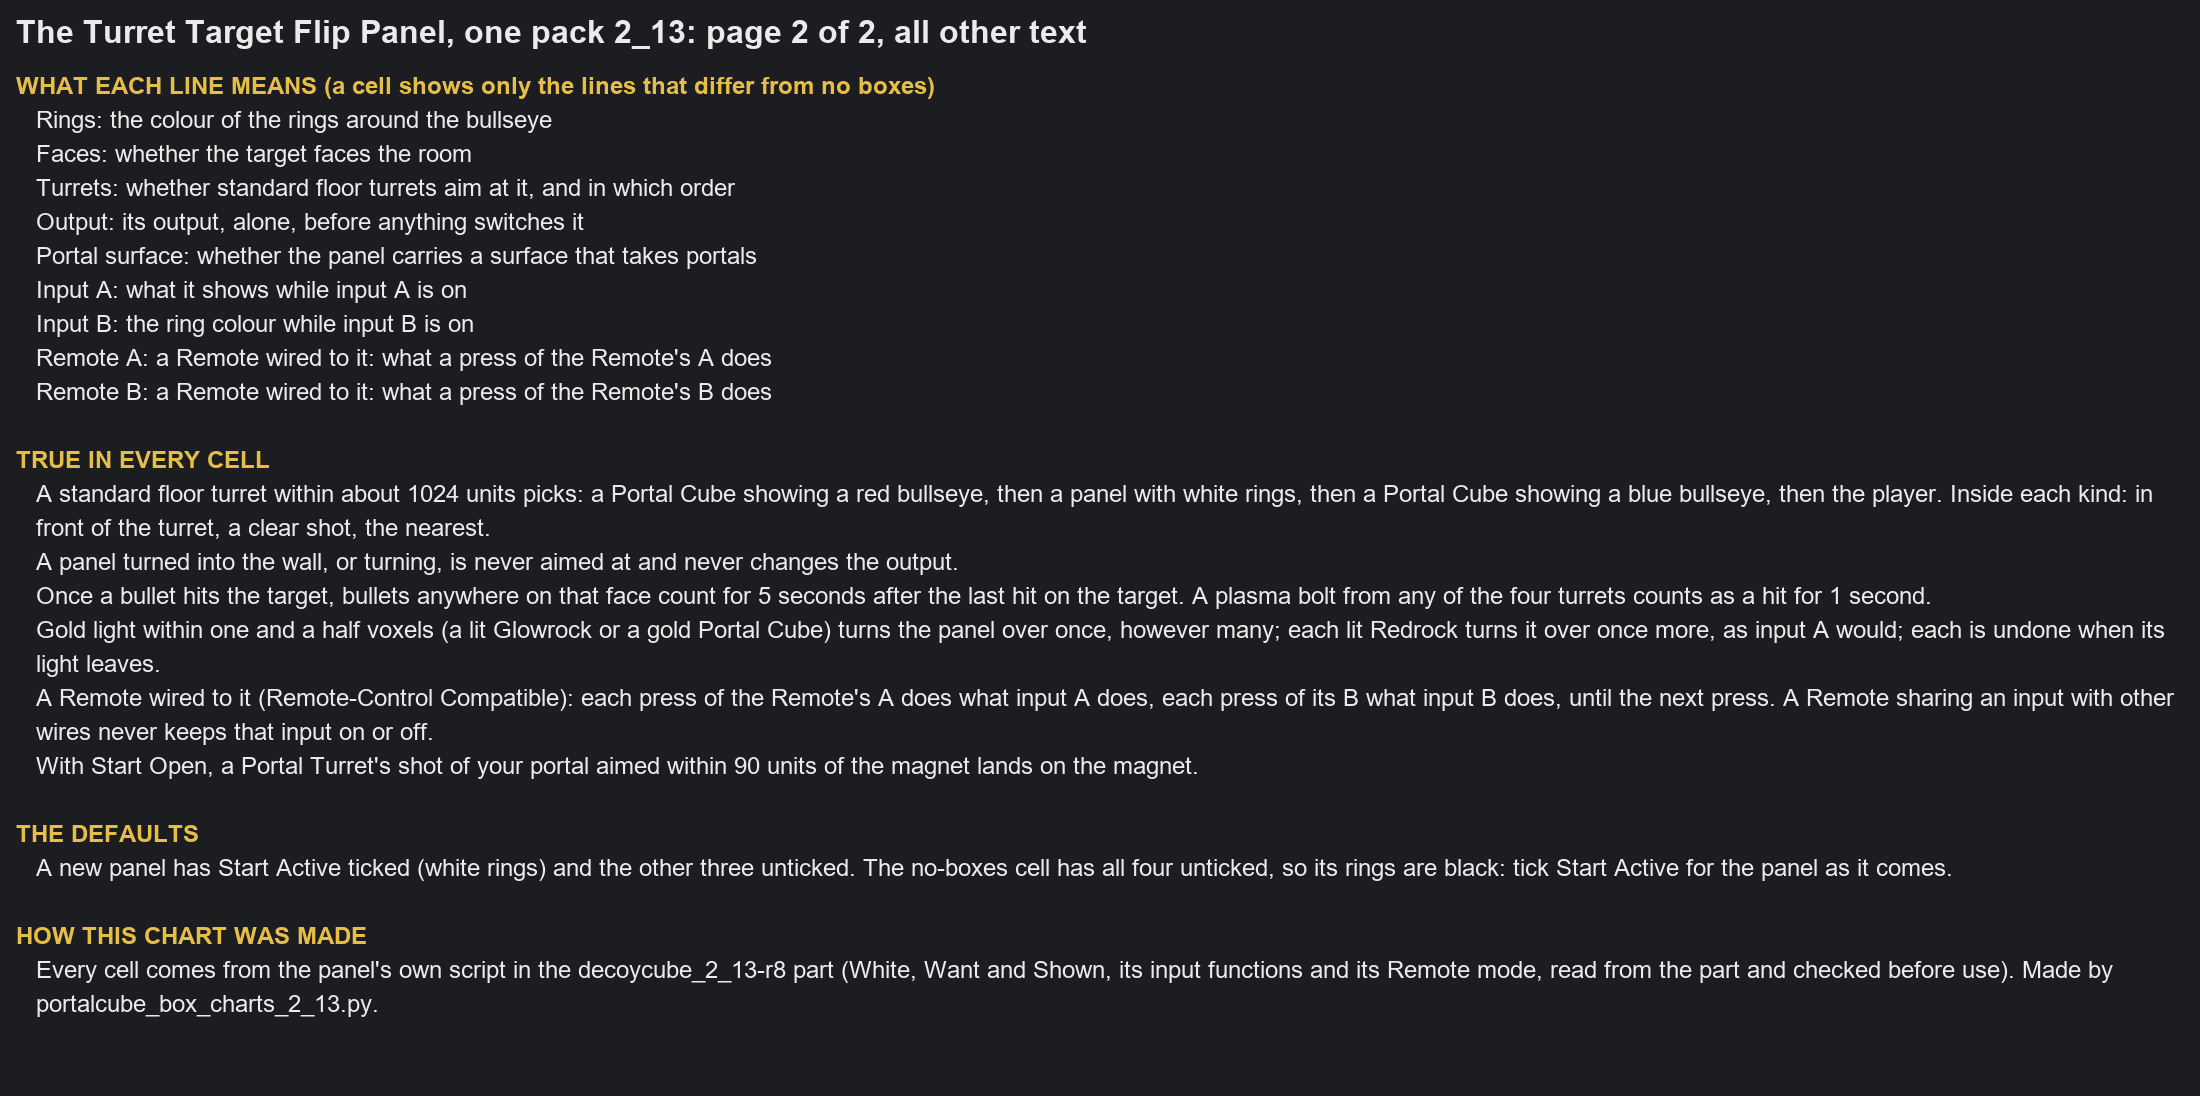 The Turret Target Flip Panel, one pack 2_13: page 2 of 2, all other text
WHAT EACH LINE MEANS (a cell shows only the lines that differ from no boxes)
Rings: the colour of the rings around the bullseye
Faces: whether the target faces the room
Turrets: whether standard floor turrets aim at it, and in which order
Output: its output, alone, before anything switches it
Portal surface: whether the panel carries a surface that takes portals
Input A: what it shows while input A is on
Input B: the ring colour while input B is on
Remote A: a Remote wired to it: what a press of the Remote's A does
Remote B: a Remote wired to it: what a press of the Remote's B does
TRUE IN EVERY CELL
A standard floor turret within about 1024 units picks: a Portal Cube showing a red bullseye, then a panel with white rings, then a Portal Cube showing a blue bullseye, then the player. Inside each kind: in
front of the turret, a clear shot, the nearest.
A panel turned into the wall, or turning, is never aimed at and never changes the output.
Once a bullet hits the target, bullets anywhere on that face count for 5 seconds after the last hit on the target. A plasma bolt from any of the four turrets counts as a hit for 1 second.
Gold light within one and a half voxels (a lit Glowrock or a gold Portal Cube) turns the panel over once, however many; each lit Redrock turns it over once more, as input A would; each is undone when its
light leaves.
A Remote wired to it (Remote-Control Compatible): each press of the Remote's A does what input A does, each press of its B what input B does, until the next press. A Remote sharing an input with other
wires never keeps that input on or off.
With Start Open, a Portal Turret's shot of your portal aimed within 90 units of the magnet lands on the magnet.
THE DEFAULTS
A new panel has Start Active ticked (white rings) and the other three unticked. The no-boxes cell has all four unticked, so its rings are black: tick Start Active for the panel as it comes.
HOW THIS CHART WAS MADE
Every cell comes from the panel's own script in the decoycube_2_13-r8 part (White, Want and Shown, its input functions and its Remote mode, read from the part and checked before use). Made by
portalcube_box_charts_2_13.py.